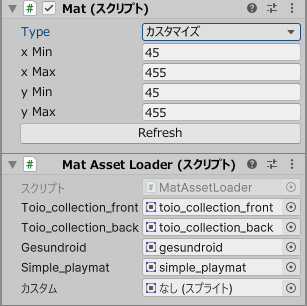 Mat (スクリプト)
Type カスタマイズ
x Min 45
x Max 455
y Min 45
y Max 455
Refresh
# Mat Asset Loader (スクリプト)
スクリプト # MatAssetLoader
Toio_collection_front toio_collection_front
Toio_collection_back toio_collection_back
Gesundroid gesundroid
Simple_playmat simple_playmat
カスタム なし (スプライト)